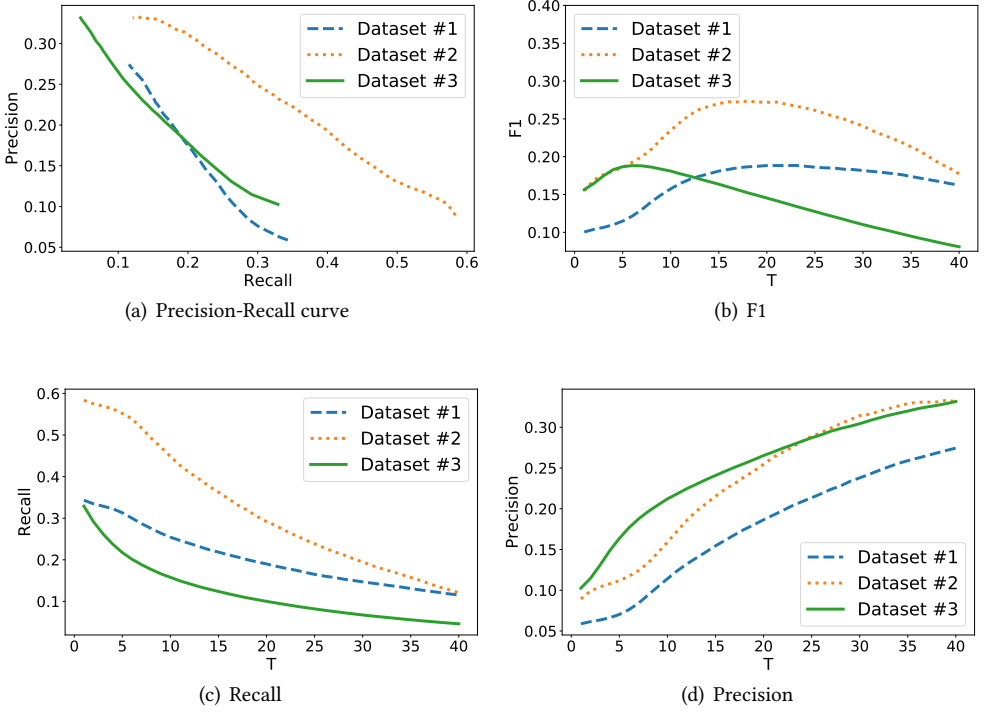 0.30
0.25
0.20
0.15
0.10
0.05
Precision
0.1 0.2 0.3 0.4 0.5 0.6
Recall
Dataset #1
Dataset #2
Dataset #3
(a) Precision-Recall curve
0.40
0.35
0.30
0.25
0.20
0.15
0.10
F1
0 5 10 15 20 25 30 35 40
T
Dataset #1
Dataset #2
Dataset #3
(b) F1
0.6
0.5
0.4
0.3
0.2
0.1
Recall
0 5 10 15 20 25 30 35 40
T
Dataset #1
Dataset #2
Dataset #3
(c) Recall
0.30
0.25
0.20
0.15
0.10
0.05
Precision
0 5 10 15 20 25 30 35 40
T
Dataset #1
Dataset #2
Dataset #3
(d) Precision